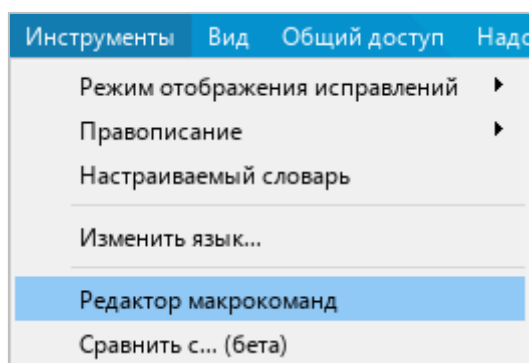 Инструменты Вид Общий доступ
Режим отображения исправлений
Правописание
Настраиваемый словарь
Изменить язык...
Редактор макрокоманд
Сравнить с... (бета)